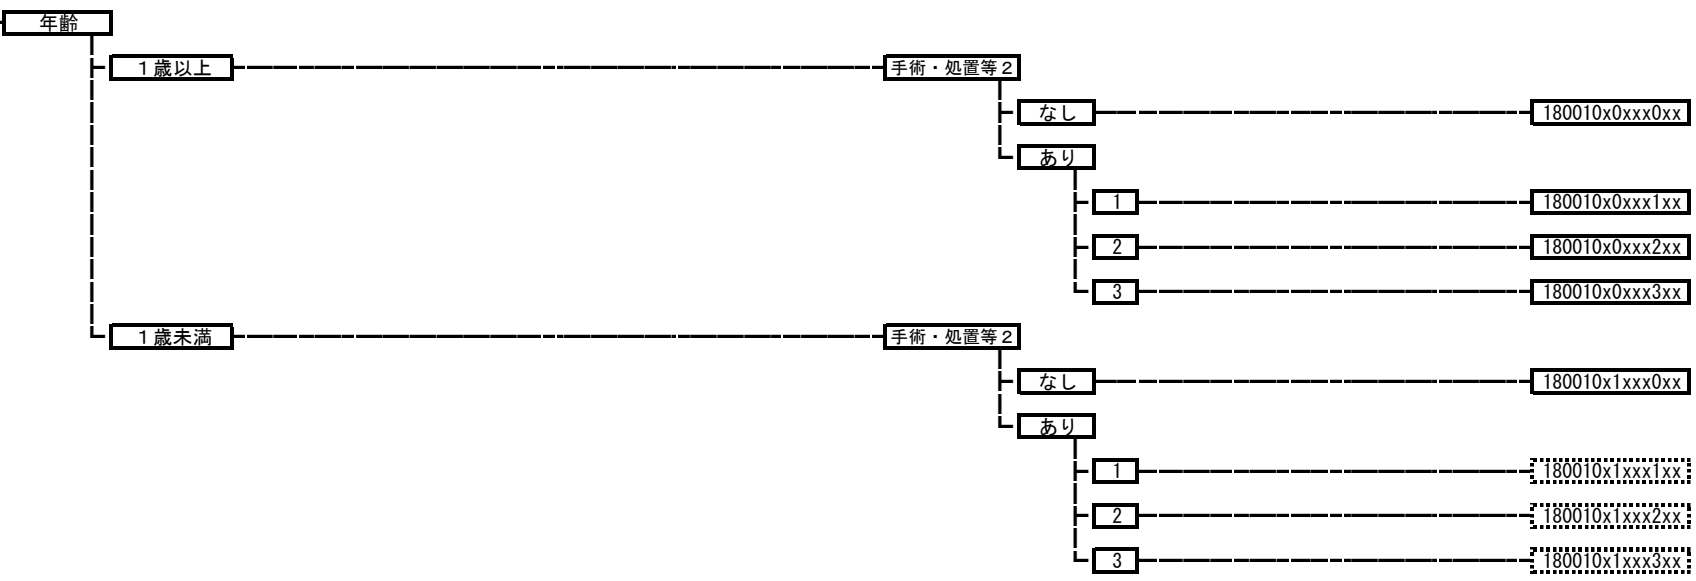 年齢
１歳以上 手術・処置等２
なし 180010x0xxx0xx
あり
1 180010x0xxx1xx
2 180010x0xxx2xx
3 180010x0xxx3xx
１歳未満 手術・処置等２
なし 180010x1xxx0xx
あり
1 180010x1xxx1xx
2 180010x1xxx2xx
3 180010x1xxx3xx